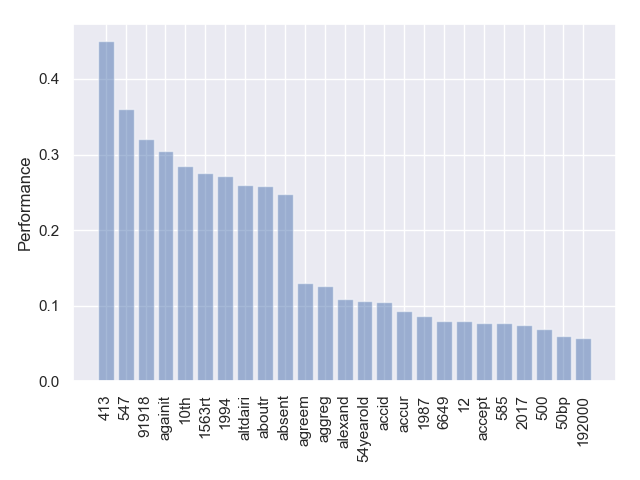 Performance
0.4
0.3
0.2
0.1
0.0
413
547
91918
againit
10th
1563rt
1994
altdairi
aboutr
absent
agreem
aggreg
alexand
54yearold
accid
accur
1987
6649
12
accept
585
2017
500
50bp
192000